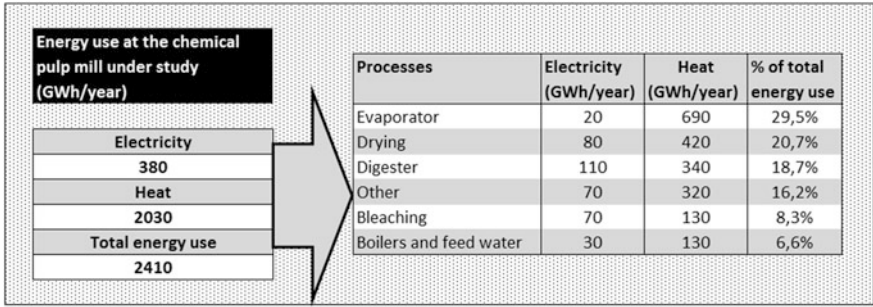 Energy use at the chemical
pulp mill under study
(GWh/year)
Electricity
380
Heat
2030
Total energy use
2410
Processes Electricity Heat % of total
(GWh/year) (GWh/year) energy use
Evaporator 20 690 29,5%
Drying 80 420 20,7%
Digester 110 340 18,7%
Other 70 320 16,2%
Bleaching 70 130 8,3%
Boilers and feed water 30 130 6,6%